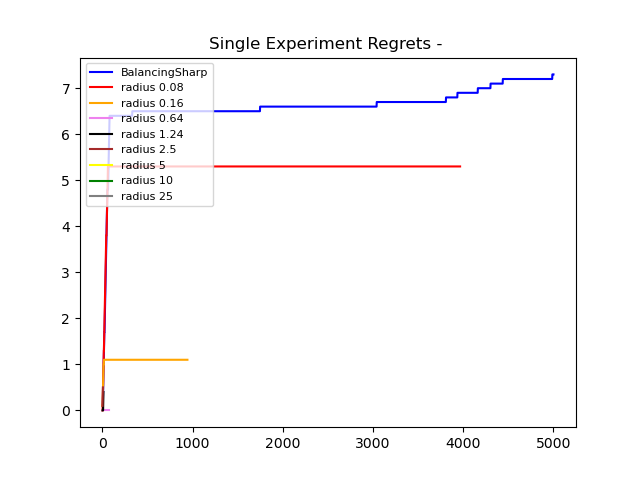 Single Experiment Regrets -
BalancingSharp
radius 0.08
radius 0.16
radius 0.64
radius 1.24
radius 2.5
radius 5
radius 10
radius 25
7
6
5
4
3
2
1
0
0 1000 2000 3000 4000 5000